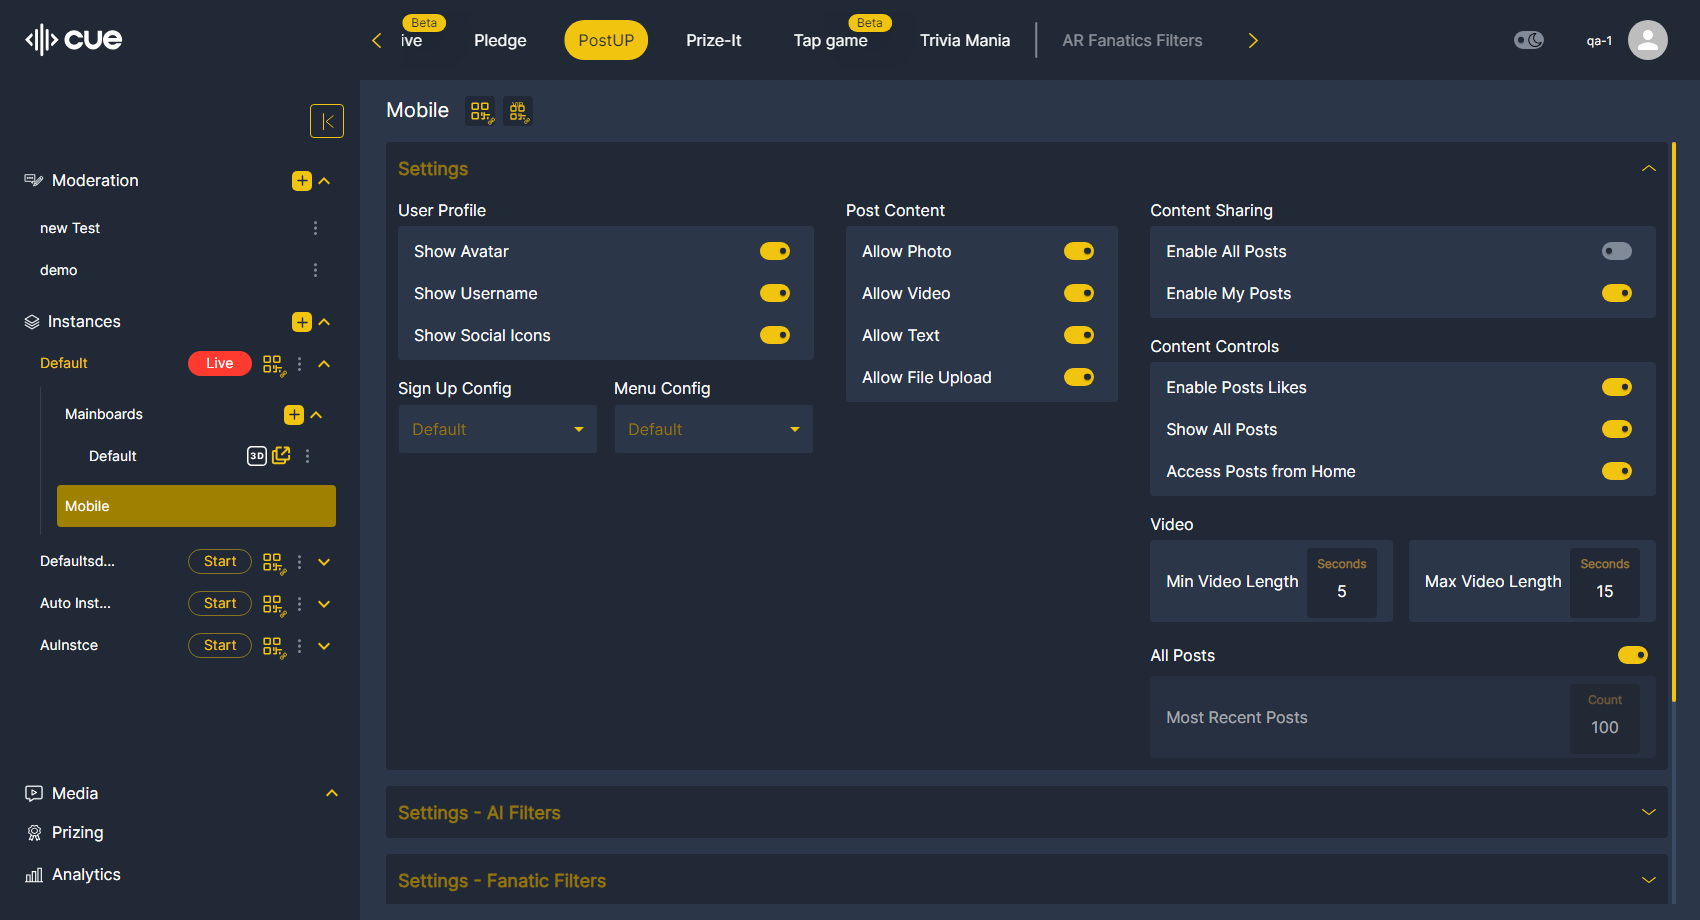 cue
Beta
ive
Pledge
PostUP
Prize-It
Beta
Tap game
Trivia Mania
AR Fanatics Filters
qa-1
Moderation
new Test
demo
Instances
Default
Live
Mainboards
Default
3D
Mobile
Defaultsd...
Start
Auto Inst...
Start
AuInstce
Start
Media
Prizing
Analytics
Mobile
Settings
User Profile
Show Avatar
Show Username
Show Social Icons
Sign Up Config
Default
Menu Config
Default
Post Content
Allow Photo
Allow Video
Allow Text
Allow File Upload
Content Sharing
Enable All Posts
Enable My Posts
Content Controls
Enable Posts Likes
Show All Posts
Access Posts from Home
Video
Min Video Length
Seconds
5
Max Video Length
Seconds
15
All Posts
Most Recent Posts
Count
100
Settings - AI Filters
Settings - Fanatic Filters